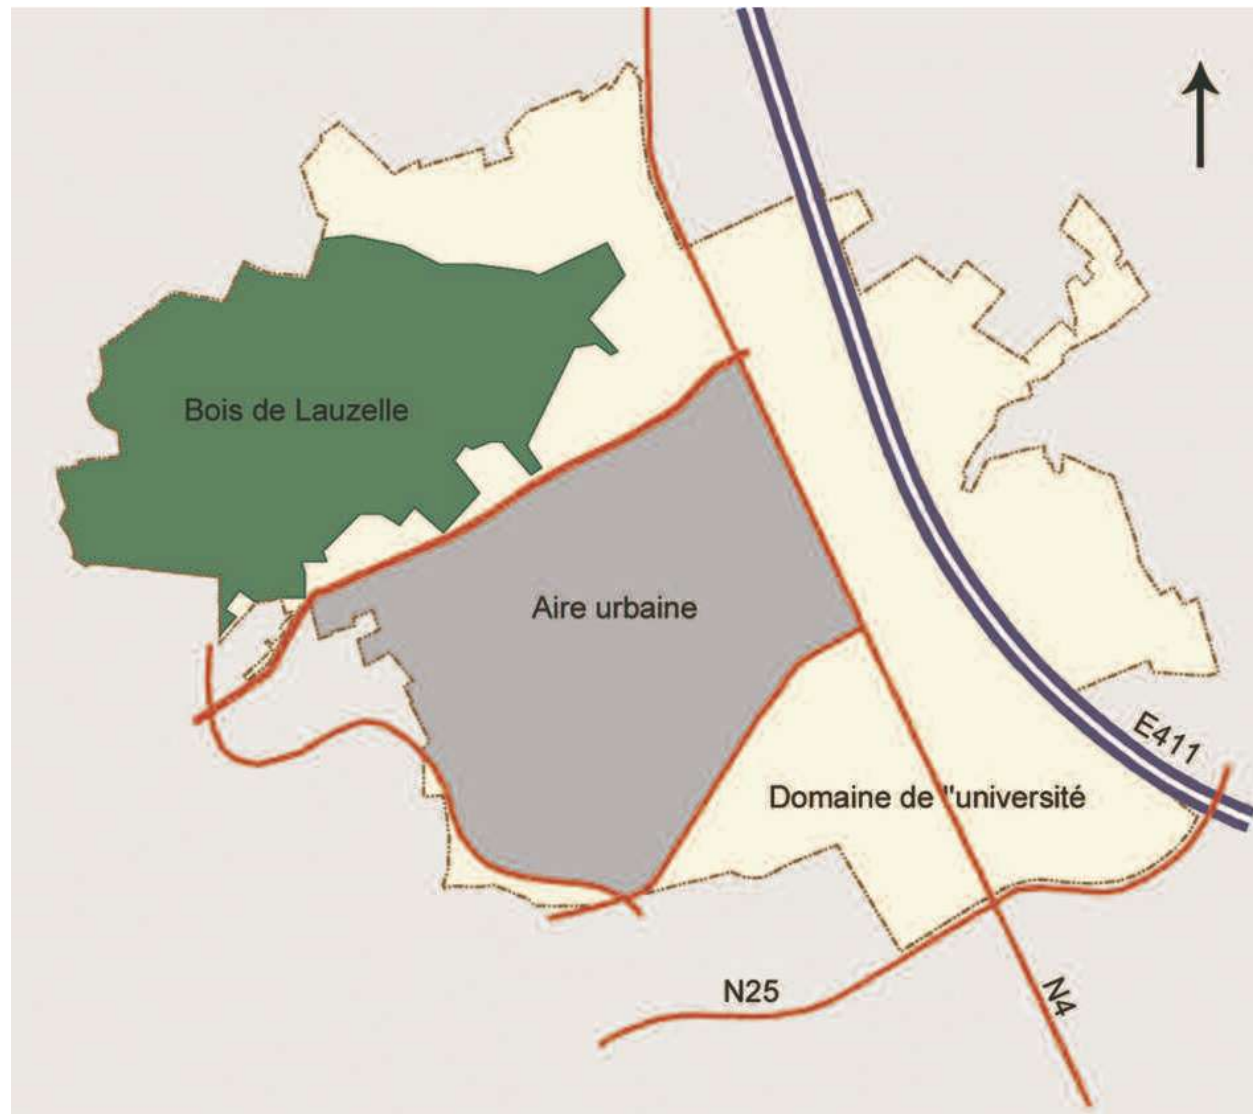 Bois de Lauzelle
Aire urbaine
E411
Domaine de l"université
N25
N4